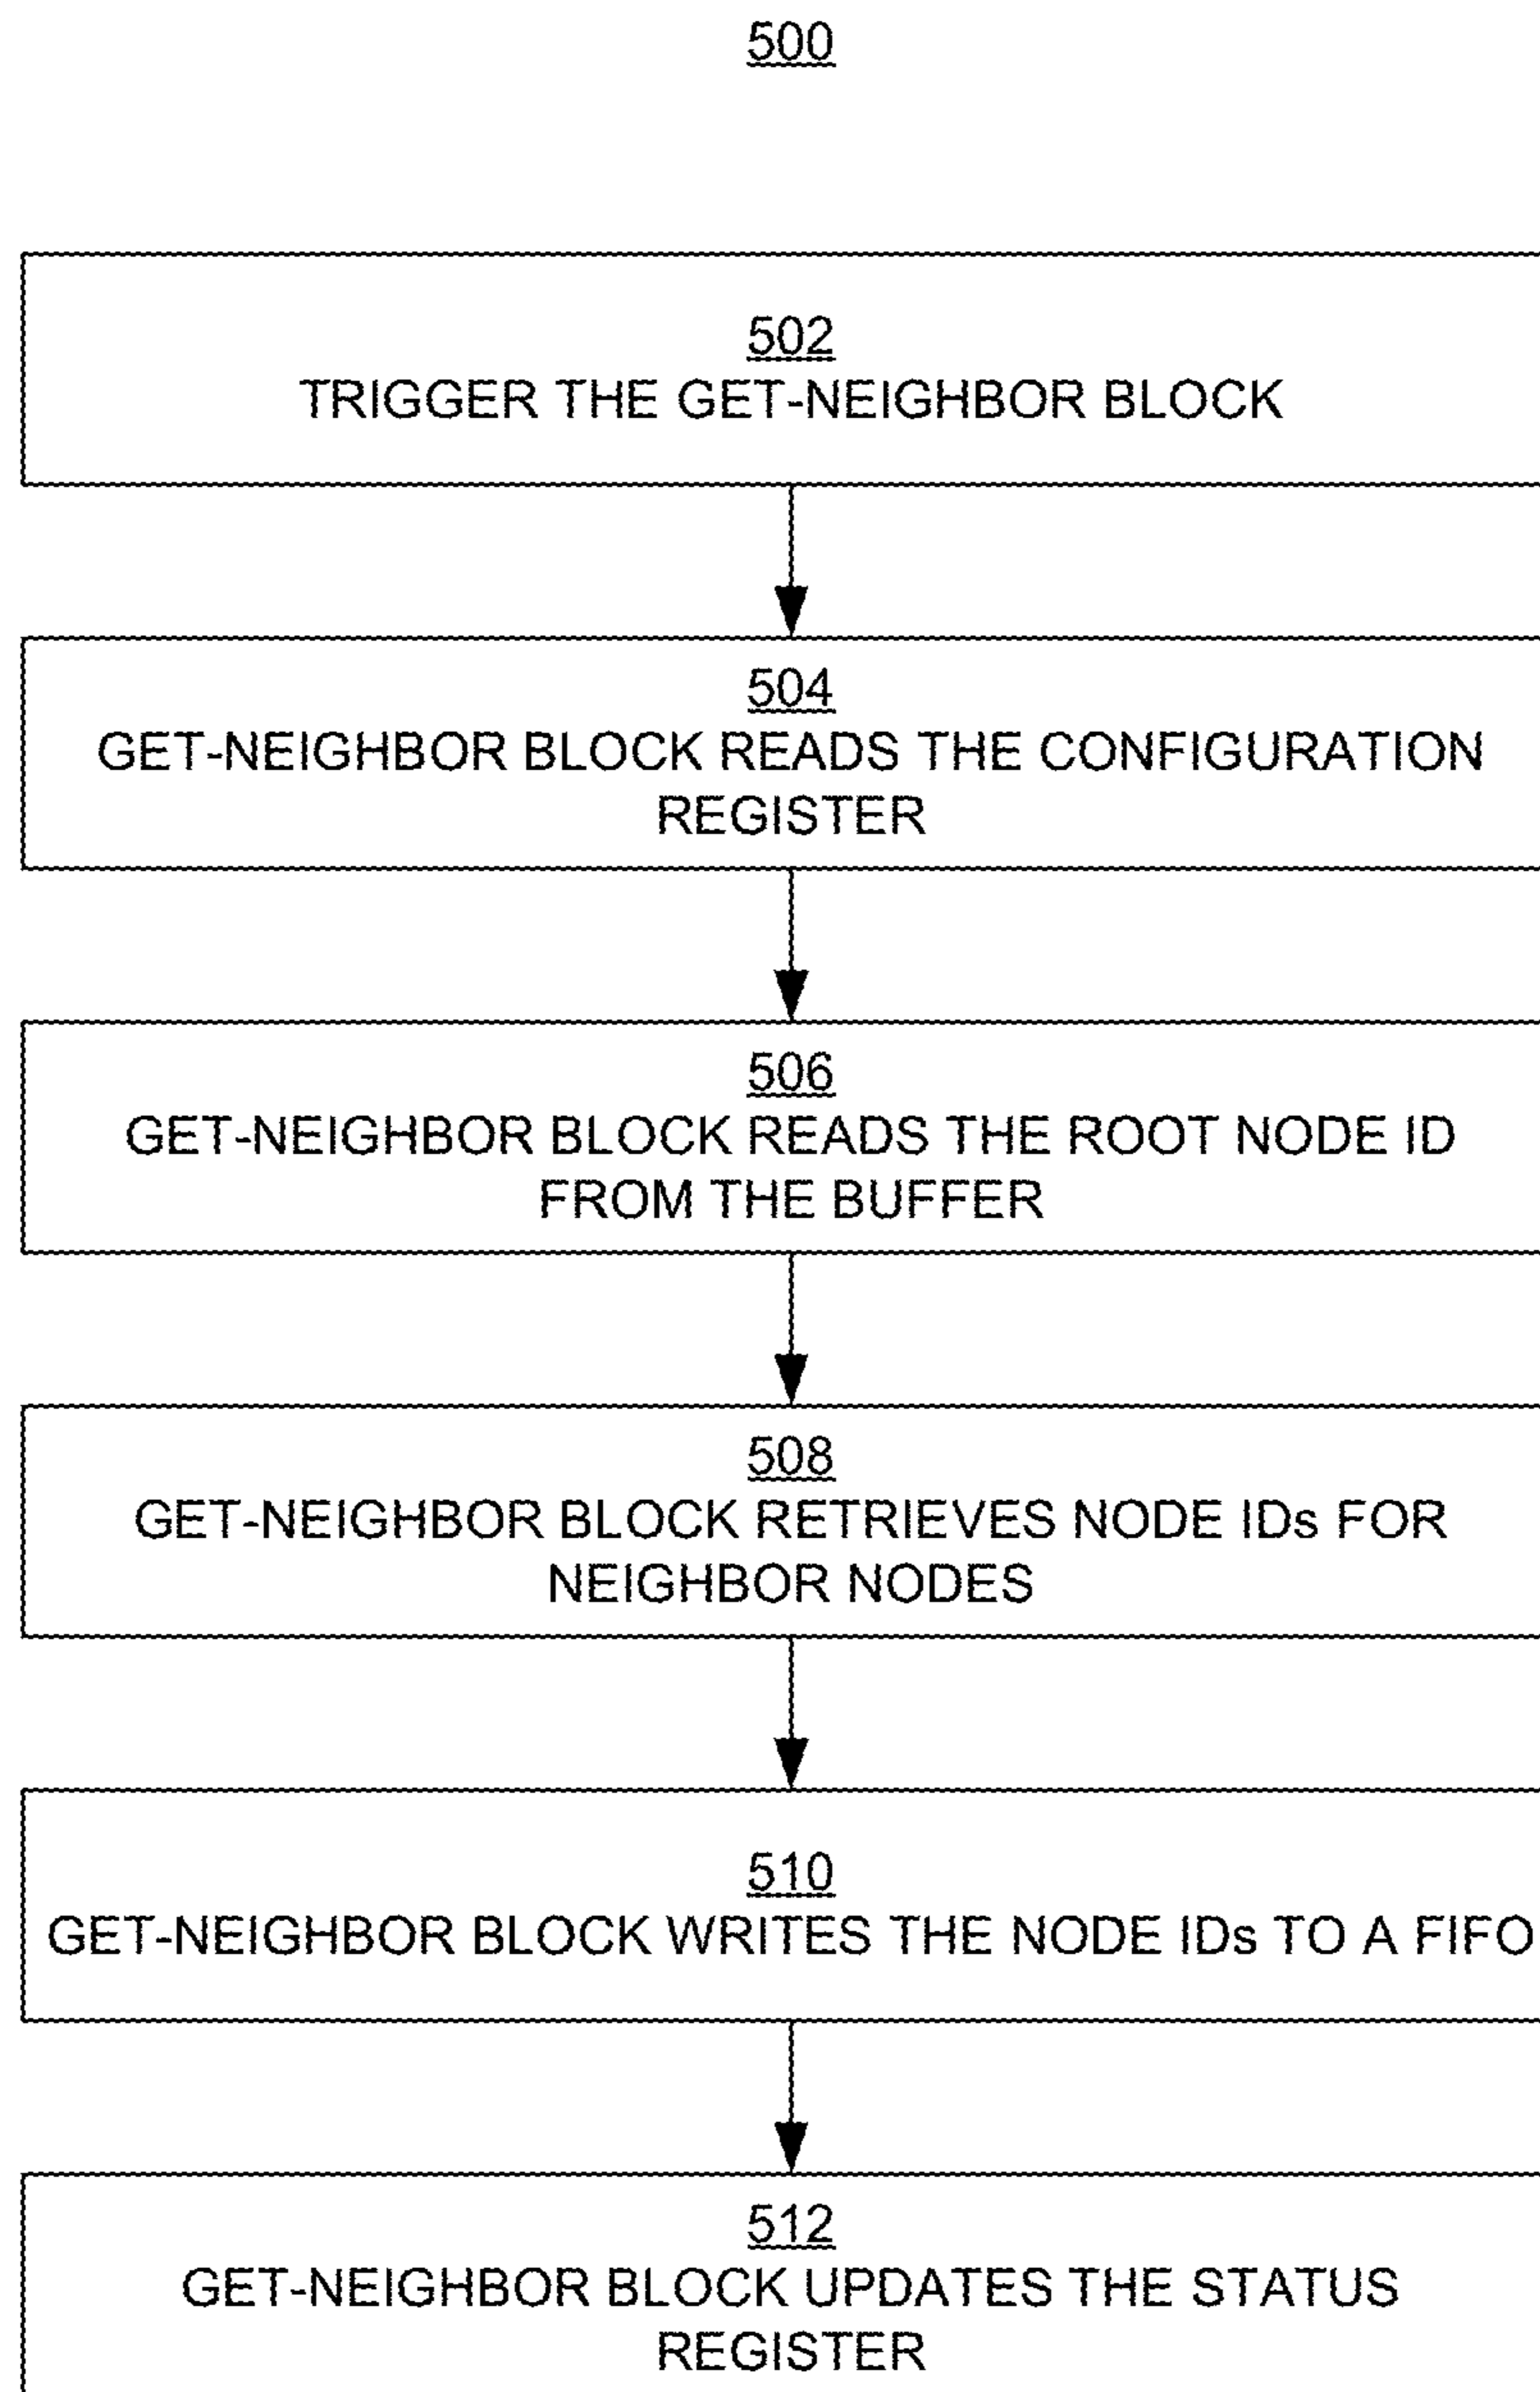 500
502
TRIGGER THE GET-NEIGHBOR BLOCK
504
GET-NEIGHBOR BLOCK READS THE CONFIGURATION
REGISTER
506
GET-NEIGHBOR BLOCK READS THE ROOT NODE ID
FROM THE BUFFER
508
GET-NEIGHBOR BLOCK RETRIEVES NODE IDs FOR
NEIGHBOR NODES
510
GET-NEIGHBOR BLOCK WRITES THE NODE IDs TO A FIFO
512
GET-NEIGHBOR BLOCK UPDATES THE STATUS
REGISTER